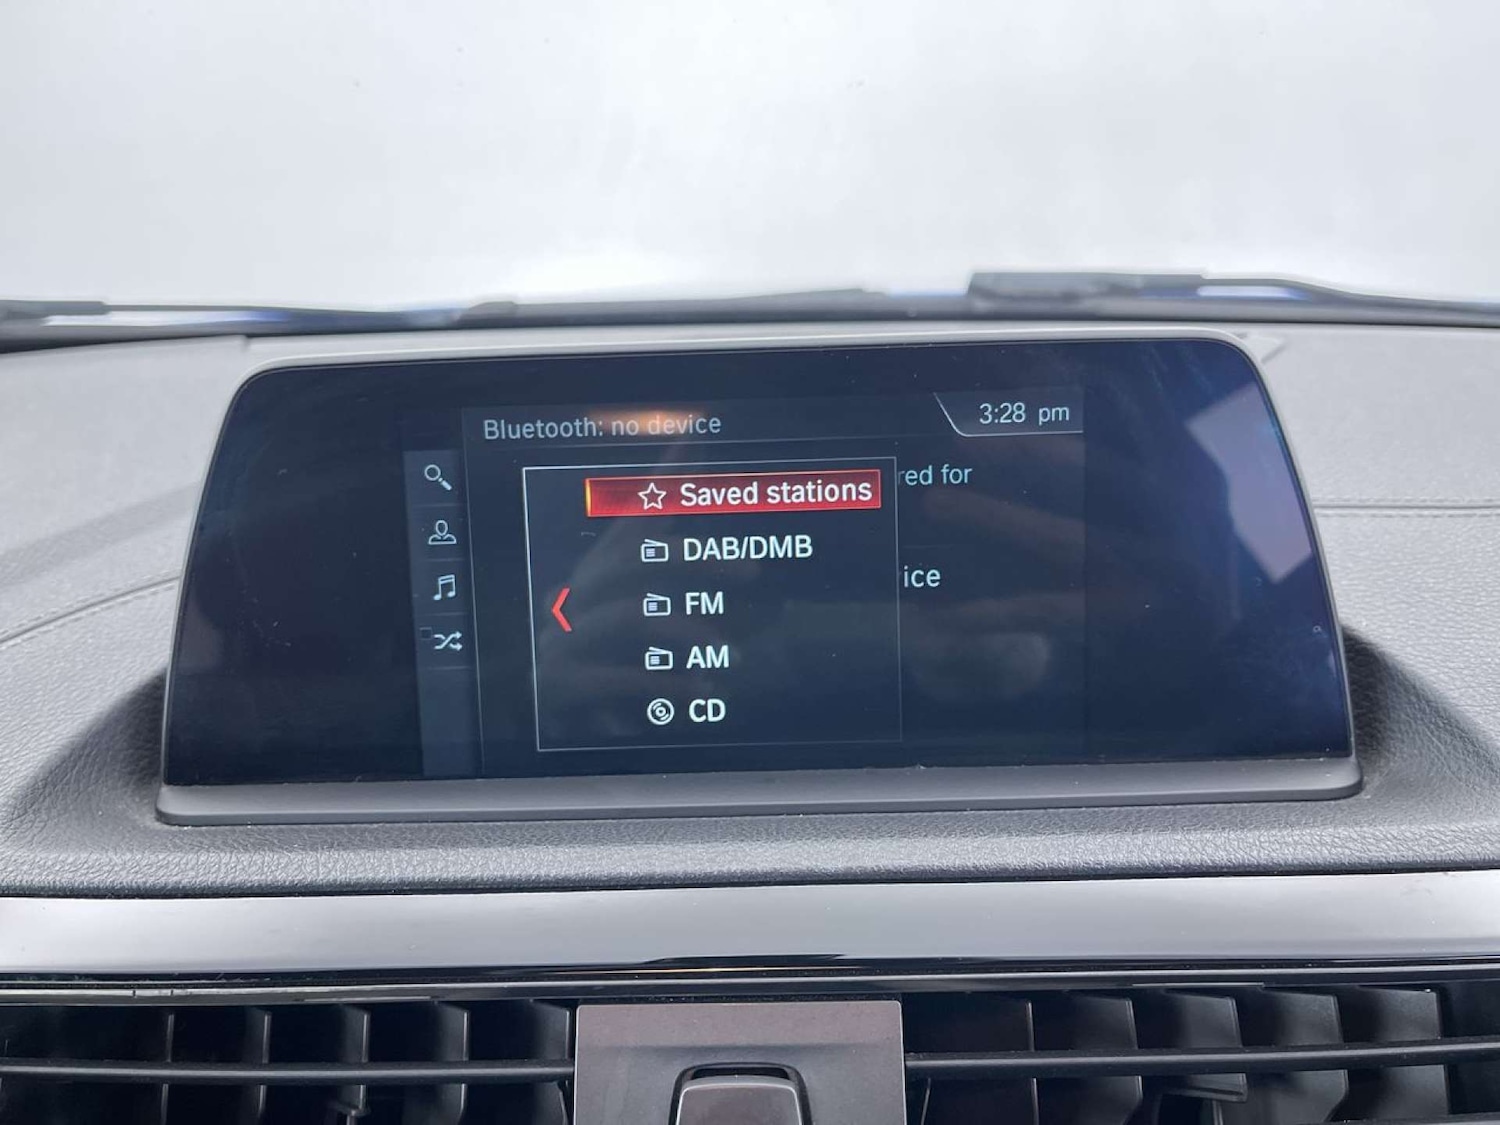 Bluetooth: no device
3:28 pm
Saved stations
red for
DAB/DMB
ice
FM
AM
CD